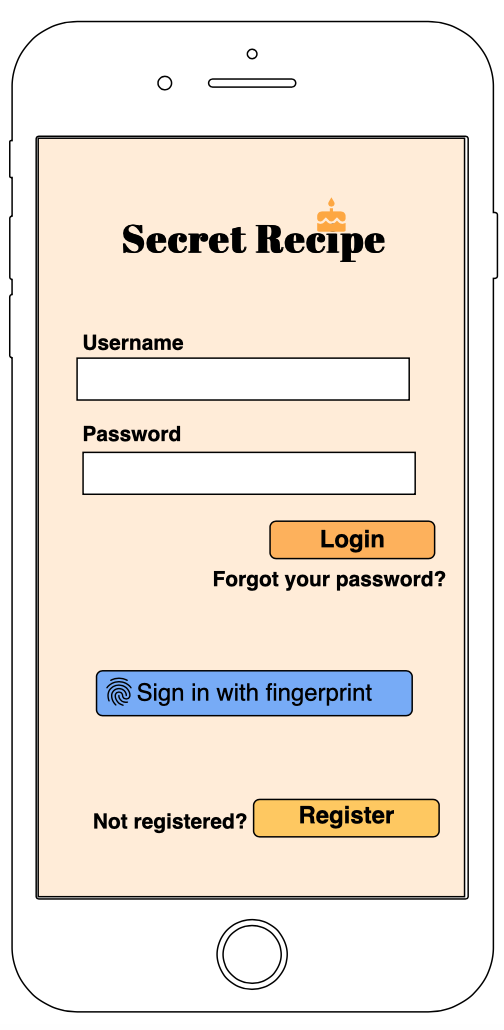 Secret Recipe
Username
Password
Login
Forgot your password?
Sign in with fingerprint
Not registered? Register